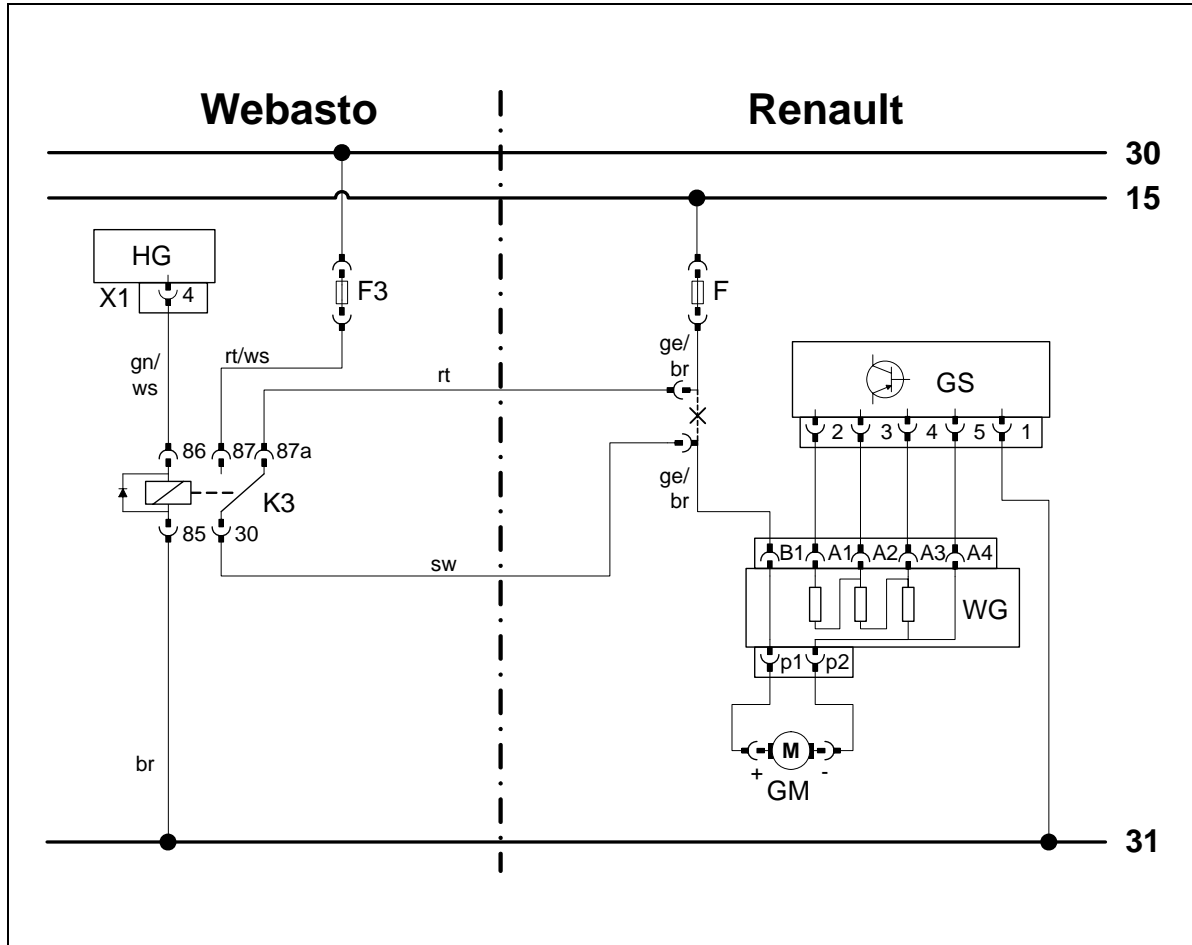 Webasto
Renault
30
15
HG
X1
4
F3
F
gn/
ws
rt/ws
rt
ge/
br
GS
2
3
4
5
1
86
87
87a
K3
85
30
ge/
br
sw
B1
A1
A2
A3
A4
WG
p1
p2
br
M
+
-
GM
31